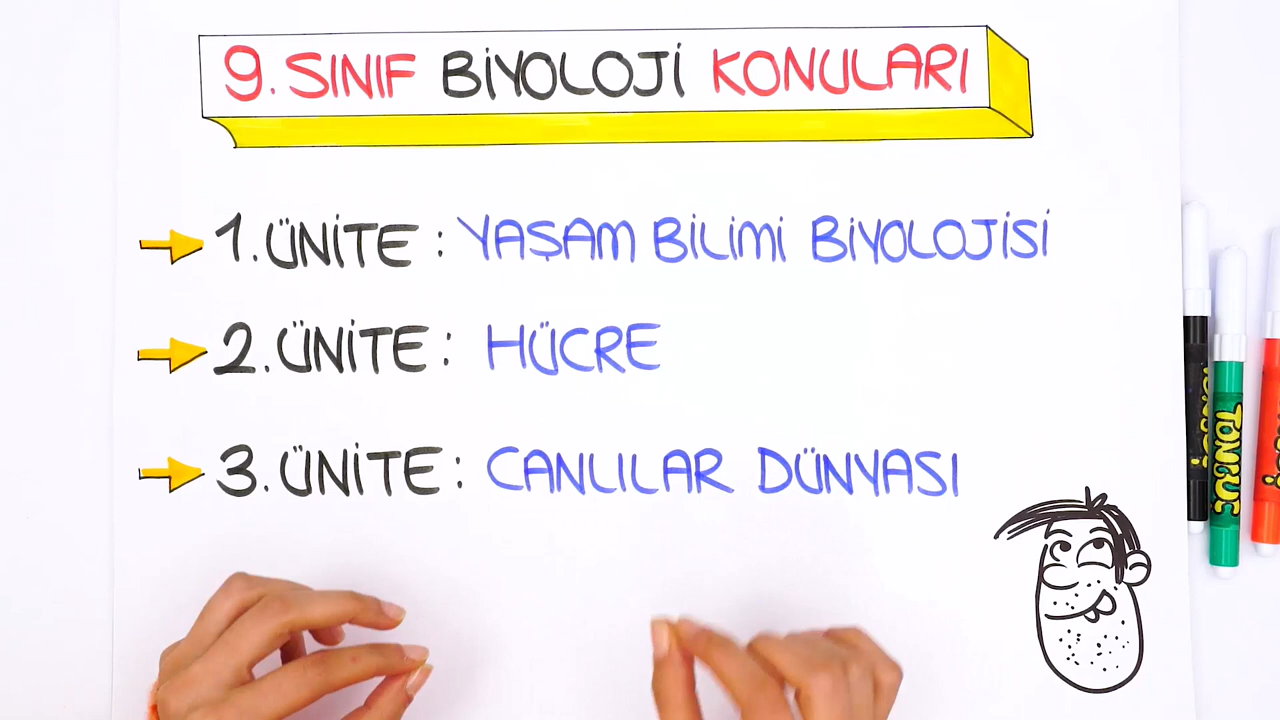 9. SINIF BİYOLOJİ KONULARI
1. ÜNİTE : YAŞAM BİLİMİ BİYOLOJİSİ
2. ÜNİTE : HÜCRE
3. ÜNİTE : CANLILAR DÜNYASI
TONGUÇ